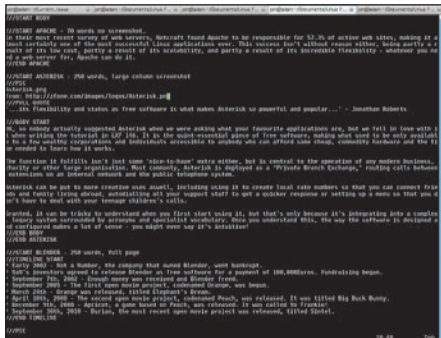 ///START BODY
///START APACHE - 70 words no screenshot.
in their most recent survey of web servers, Netcraft found Apache to be responsible for 57.3% of active web sites, making it a
most certainly one of the most successful Linux applications ever. This success isn't without reason either, being partly a r
esult of its low cost, partly a result of its scalability, and partly a result of its incredible flexibility - whatever you ne
ed a web server for, Apache can do it.
///END APACHE
///START ASTERISK - 250 words, large column screenshot
///PIC
Asterisk.png
from: http://zfone.com/images/logos/Asterisk.pn
///PULL QUOTE
...its flexibility and status as free software is what makes Asterisk so powerful and popular...' - Jonathan Roberts
///BODY START
OK, so nobody actually suggested Asterisk when we were asking what your favourite applications are, but we fell in love with i
t when writing the tutorial in LXF 146. It is the quint-essential piece of free software, making what used to be only availabl
e to a few wealthy corporations and individuals accessible to anybody who can afford some cheap, commodity hardware and the ti
me needed to learn how it works.
The function it fulfills isn't just some 'nice-to-have' extra either, but is central to the operation of any modern business,
charity or other large organisation. Most commonly, Asterisk is deployed as a "Private Branch Exchange," routing calls between
extensions on an internal network and the public telephone system.
Asterisk can be put to more creative uses as well, including using it to create local rate numbers so that you can connect frie
nds and family living abroad, autodialling all your support staff to get a quicker response or setting up a menu so that you d
on't have to deal with your teenage children's calls.
Granted, it can be tricky to understand when you first start using it, but that's only because it's integrating into a complex
legacy system surrounded by acronyms and specialist vocabulary. Once you understand this, the way the software is designed a
nd configured makes a lot of sense - you might even say it's intuitive!
///END BODY
///END ASTERISK
///START BLENDER - 250 words, full page
///TIMELINE START
* Early 2002 - Not a Number, the company that owned Blender, went bankrupt.
* NaN's investors agreed to release Blender as free software for a payment of 100,000Euros. Fundraising began.
* September 7th, 2002 - Enough money was received and Blender freed.
* September 2005 - The first open movie project, codenamed Orange, was begun.
* March 24th - Orange was released, titled Elephant's Dream.
* April 10th, 2008 - The second open movie project, codenamed Peach, was released. It was titled Big Buck Bunny.
* December 9th, 2008 - Apricot, a game based on Peach, was released. It was called Yo Frankie!
* September 30th, 2010 - Durian, the most recent open movie project was released, titled Sintel.
///END TIMELINE
///PIC